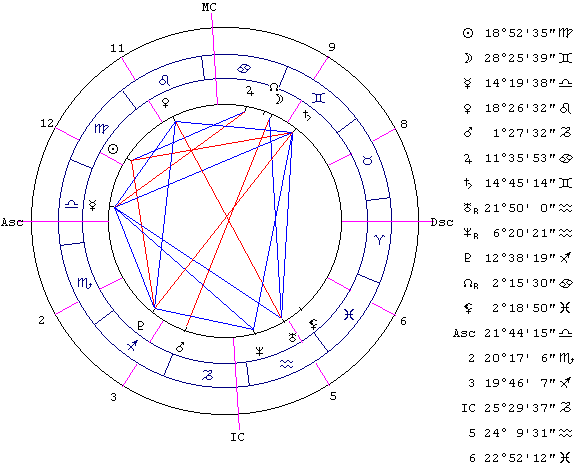 MC
11
9
12
8
Asc
Dsc
2
6
3
5
IC
☉ 18°52'35"♍
☽ 28°25'39"♊
☿ 14°19'38"♎
♀ 18°26'32"♌
♂ 1°27'32"♑
♃ 11°35'53"♋
♄ 14°45'14"♊
♅R 21°50' 0"♒
♆R 6°20'21"♒
♇ 12°38'19"♐
☊R 2°15'30"♋
⚸ 2°18'50"♓
Asc 21°44'15"♎
2 20°17' 6"♏
3 19°46' 7"♐
IC 25°29'37"♑
5 24° 9'31"♒
6 22°52'12"♓